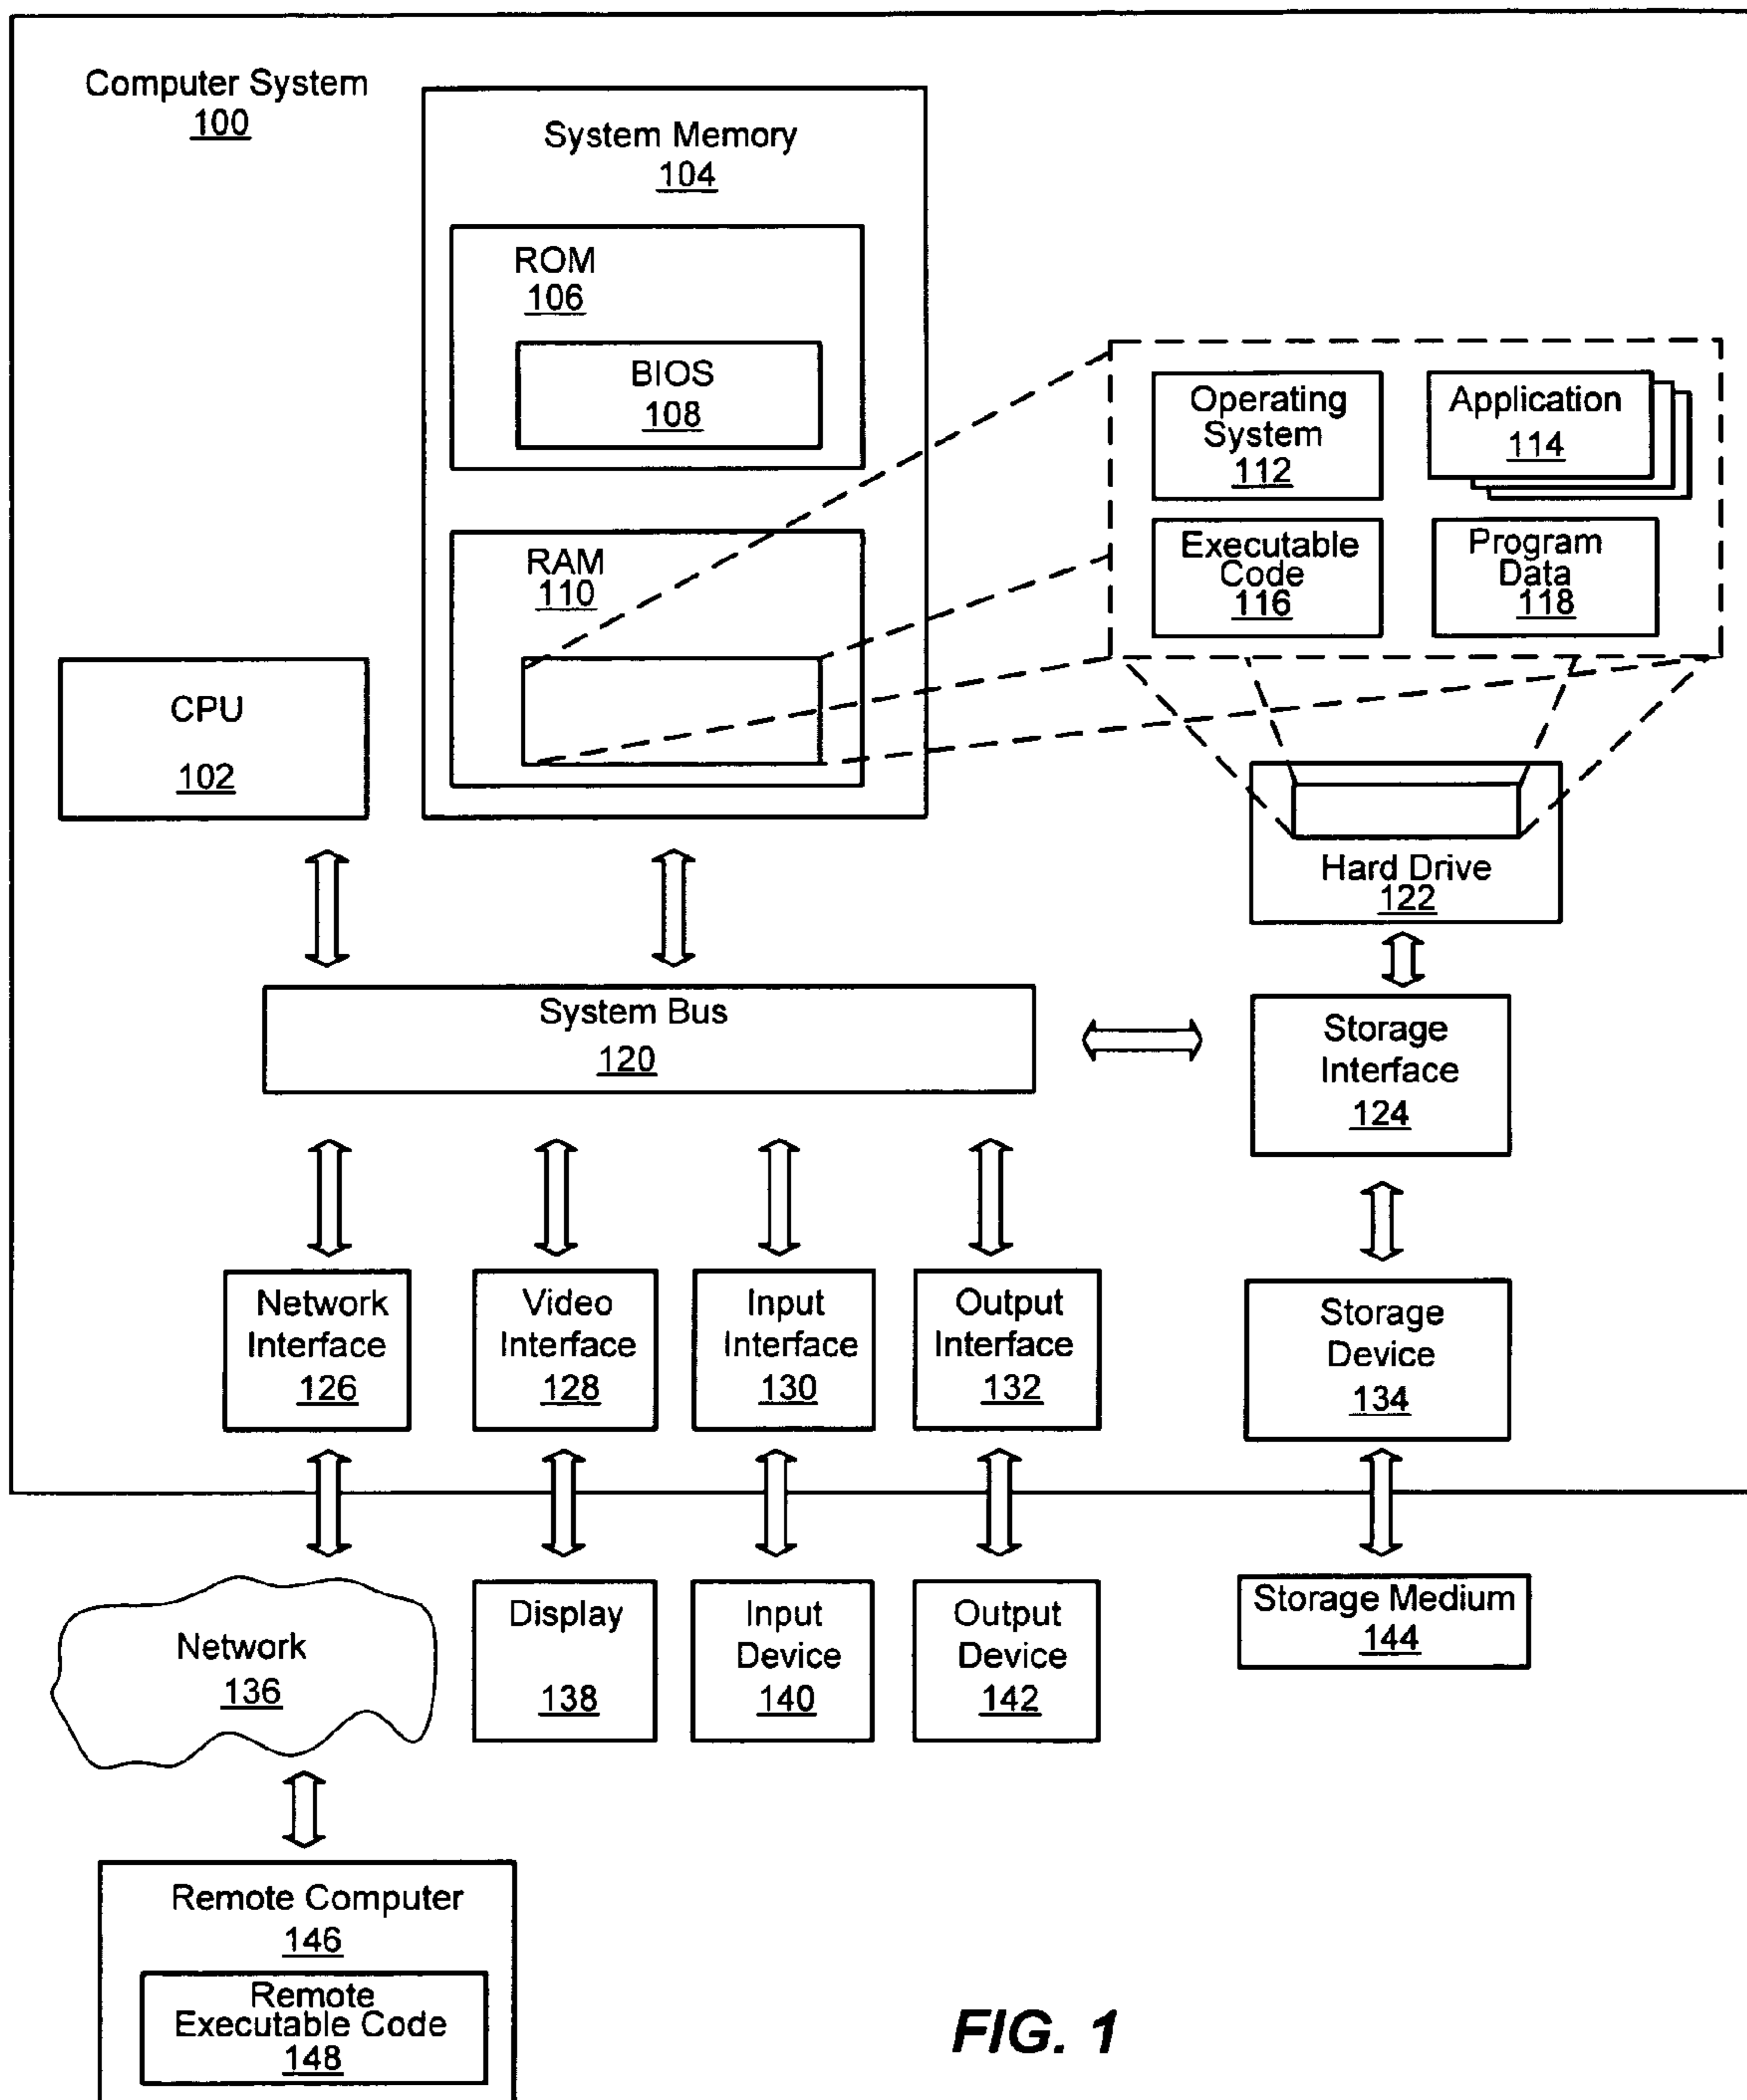 Computer System
100
System Memory
104
ROM
106
BIOS
108
RAM
110
Operating
System
112
Application
114
Executable
Code
116
Program
Data
118
CPU
102
Hard Drive
122
System Bus
120
Storage
Interface
124
Network
Interface
126
Video
Interface
128
Input
Interface
130
Output
Interface
132
Storage
Device
134
Network
136
Display
138
Input
Device
140
Output
Device
142
Storage Medium
144
Remote Computer
146
Remote
Executable Code
148
FIG. 1